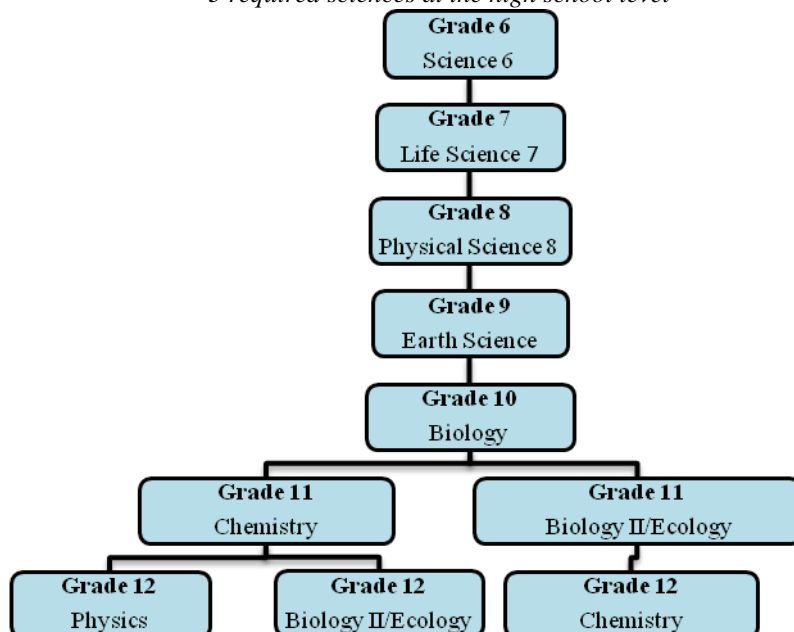 3 required sciences at the high school level
Grade 6
Science 6
Grade 7
Life Science 7
Grade 8
Physical Science 8
Grade 9
Earth Science
Grade 10
Biology
Grade 11
Chemistry
Grade 11
Biology II/Ecology
Grade 12
Physics
Grade 12
Biology II/Ecology
Grade 12
Chemistry